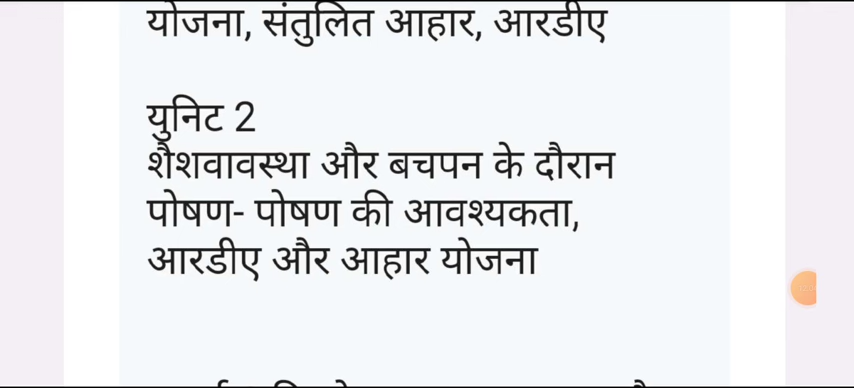 योजना, संतुलित आहार, आरडीए
युनिट 2
शैशवावस्था और बचपन के दौरान
पोषण- पोषण की आवश्यकता,
आरडीए और आहार योजना